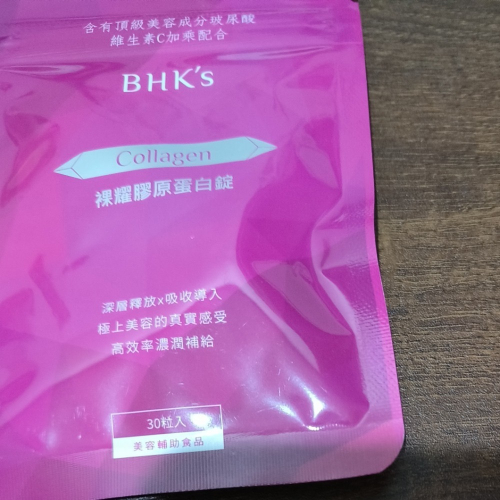 含有頂級美容成分玻尿酸
維生素C加乘配合
BHK's
Collagen
裸耀膠原蛋白錠
深層釋放x吸收導入
極上美容的真實感受
高效率濃潤補給
30粒入
美容輔助食品